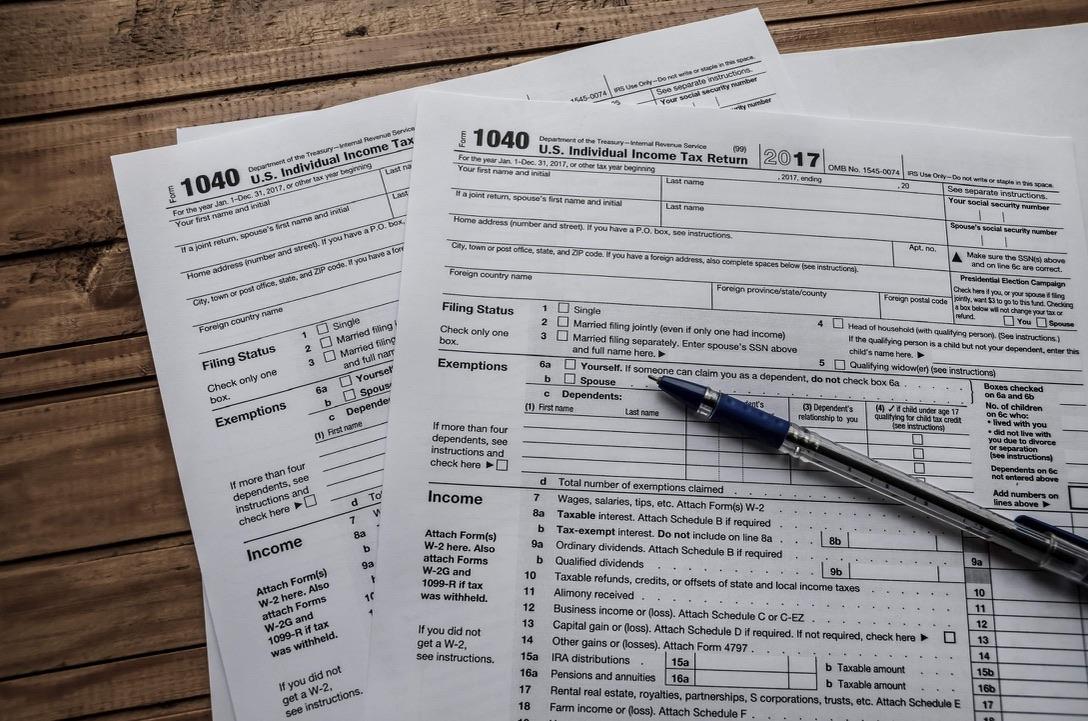 1545-0074
IRS Use Only—Do not write or staple in this space.
See separate instructions.
Your social security number
Form 1040
Department of the Treasury—Internal Revenue Service
U.S. Individual Income Tax
For the year Jan. 1–Dec. 31, 2017, or other tax year beginning
Your first name and initial
If a joint return, spouse's first name and initial
Home address (number and street). If you have a P.O. box,
City, town or post office, state, and ZIP code. If you have a
Foreign country name
Filing Status
Check only one
box.
1 Single
2 Married filing
3 Married filing
and full name
Exemptions
6a Yourself
b Spouse
c
(1) First name
If more than four
dependents, see
instructions and
check here ▶
d
7
8a
b
9a
b
Income
Attach Form(s)
W-2 here. Also
attach Forms
W-2G and
1099-R if tax
was withheld.
If you did not
get a W-2,
see instructions.
Form 1040
Department of the Treasury—Internal Revenue Service
(99)
U.S. Individual Income Tax Return
2017
OMB No. 1545-0074
IRS Use Only—Do not write or staple in this space.
For the year Jan. 1–Dec. 31, 2017, or other tax year beginning
, 2017, ending
, 20
See separate instructions.
Your first name and initial
Last name
Your social security number
If a joint return, spouse's first name and initial
Last name
Spouse's social security number
Home address (number and street). If you have a P.O. box, see instructions.
Apt. no.
▲ Make sure the SSN(s) above
and on line 6c are correct.
City, town or post office, state, and ZIP code. If you have a foreign address, also complete spaces below (see instructions).
Presidential Election Campaign
Check here if you, or your spouse if filing
jointly, want $3 to go to this fund. Checking
a box below will not change your tax or
refund.
You Spouse
Foreign country name
Foreign province/state/county
Foreign postal code
Filing Status
Check only one
box.
1 Single
2 Married filing jointly (even if only one had income)
3 Married filing separately. Enter spouse's SSN above
and full name here. ▶
4 Head of household (with qualifying person). (See instructions.)
If the qualifying person is a child but not your dependent, enter this
child's name here. ▶
5 Qualifying widow(er) (see instructions)
Exemptions
6a Yourself. If someone can claim you as a dependent, do not check box 6a
b Spouse
c Dependents:
(1) First name
Last name
(3) Dependent's
relationship to you
(4) ✓ if child under age 17
qualifying for child tax credit
(see instructions)
If more than four
dependents, see
instructions and
check here ▶
d Total number of exemptions claimed
Boxes checked
on 6a and 6b
No. of children
on 6c who:
• lived with you
• did not live with
you due to divorce
or separation
(see instructions)
Dependents on 6c
not entered above
Add numbers on
lines above ▶
Income
Attach Form(s)
W-2 here. Also
attach Forms
W-2G and
1099-R if tax
was withheld.
If you did not
get a W-2,
see instructions.
7 Wages, salaries, tips, etc. Attach Form(s) W-2
8a Taxable interest. Attach Schedule B if required
b Tax-exempt interest. Do not include on line 8a 8b
9a Ordinary dividends. Attach Schedule B if required 9a
b Qualified dividends 9b
10 Taxable refunds, credits, or offsets of state and local income taxes 10
11 Alimony received 11
12 Business income or (loss). Attach Schedule C or C-EZ 12
13 Capital gain or (loss). Attach Schedule D if required. If not required, check here ▶ 13
14 Other gains or (losses). Attach Form 4797 14
15a IRA distributions 15a b Taxable amount 15b
16a Pensions and annuities 16a b Taxable amount 16b
17 Rental real estate, royalties, partnerships, S corporations, trusts, etc. Attach Schedule E 17
18 Farm income or (loss). Attach Schedule F 18